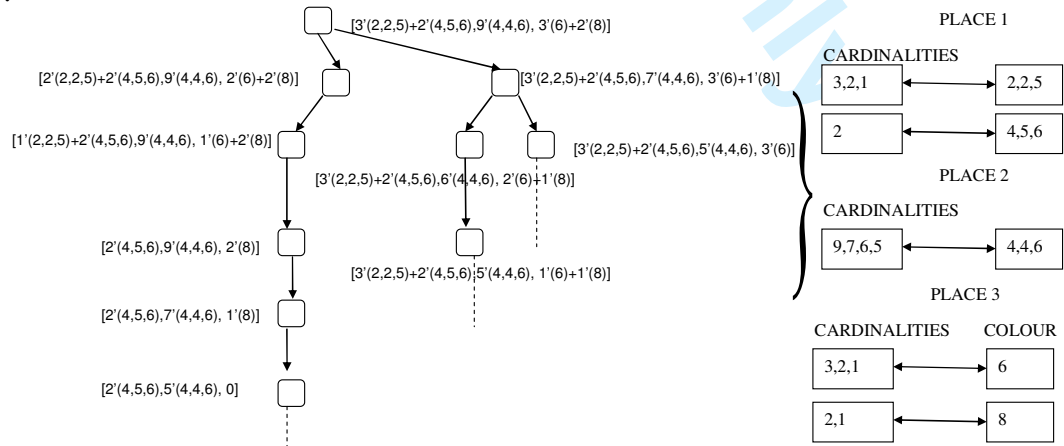 [3'(2,2,5)+2'(4,5,6),9'(4,4,6), 3'(6)+2'(8)]
[2'(2,2,5)+2'(4,5,6),9'(4,4,6), 2'(6)+2'(8)]
[3'(2,2,5)+2'(4,5,6),7'(4,4,6), 3'(6)+1'(8)]
[1'(2,2,5)+2'(4,5,6),9'(4,4,6), 1'(6)+2'(8)]
[3'(2,2,5)+2'(4,5,6),5'(4,4,6), 3'(6)]
[3'(2,2,5)+2'(4,5,6),6'(4,4,6), 2'(6)+1'(8)]
[2'(4,5,6),9'(4,4,6), 2'(8)]
[3'(2,2,5)+2'(4,5,6),5'(4,4,6), 1'(6)+1'(8)]
[2'(4,5,6),7'(4,4,6), 1'(8)]
[2'(4,5,6),5'(4,4,6), 0]
PLACE 1
CARDINALITIES
3,2,1 2,2,5
2 4,5,6
PLACE 2
CARDINALITIES
9,7,6,5 4,4,6
PLACE 3
CARDINALITIES COLOUR
3,2,1 6
2,1 8